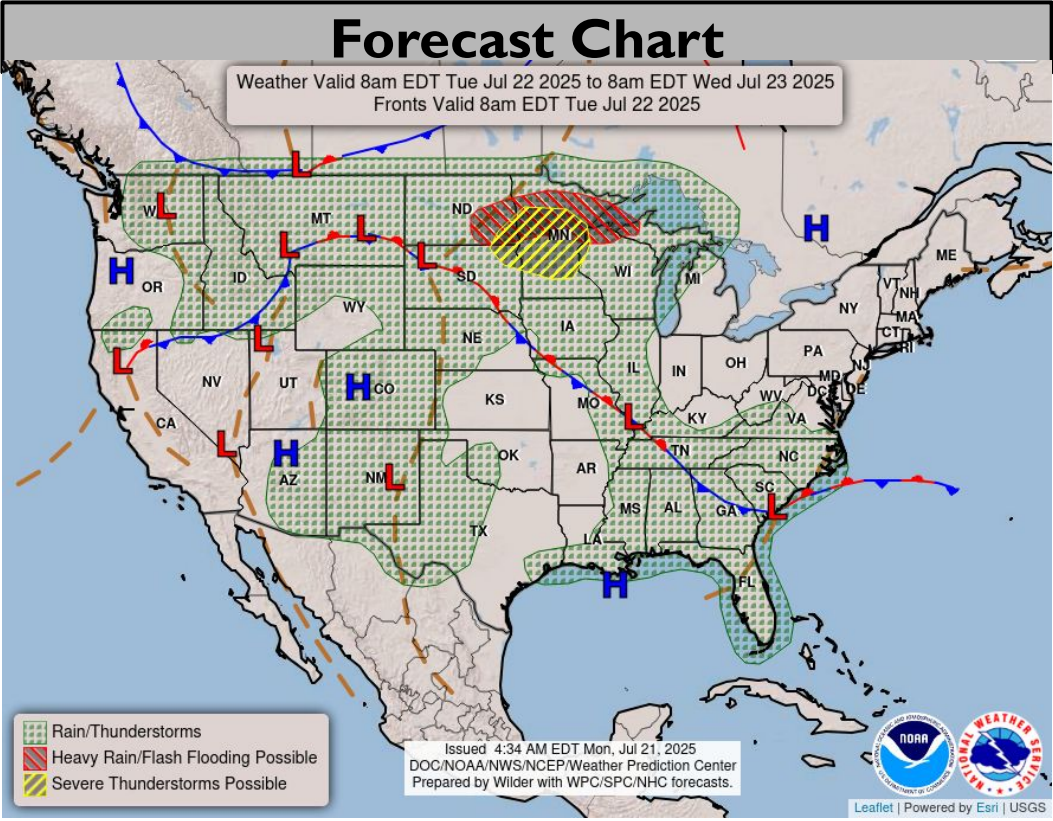 Forecast Chart
Weather Valid 8am EDT Tue Jul 22 2025 to 8am EDT Wed Jul 23 2025
Fronts Valid 8am EDT Tue Jul 22 2025
L
L
W
ND
MT
L
MN
H
L
L
ME
H
OR
ID
SD
WI
MI
VT
NH
WY
NY
MA
L
NE
IA
CT
RI
L
PA
NV
UT
H
CO
IL
IN
OH
NJ
MD
DC
DE
WV
KS
MO
L
KY
VA
CA
L
H
AZ
NM
L
OK
AR
TN
NC
SC
L
MS
AL
GA
TX
LA
H
FL
Rain/Thunderstorms
Heavy Rain/Flash Flooding Possible
Severe Thunderstorms Possible
Issued 4:34 AM EDT Mon, Jul 21, 2025
DOC/NOAA/NWS/NCEP/Weather Prediction Center
Prepared by Wilder with WPC/SPC/NHC forecasts.
NOAA
NATIONAL WEATHER SERVICE
Leaflet | Powered by Esri | USGS